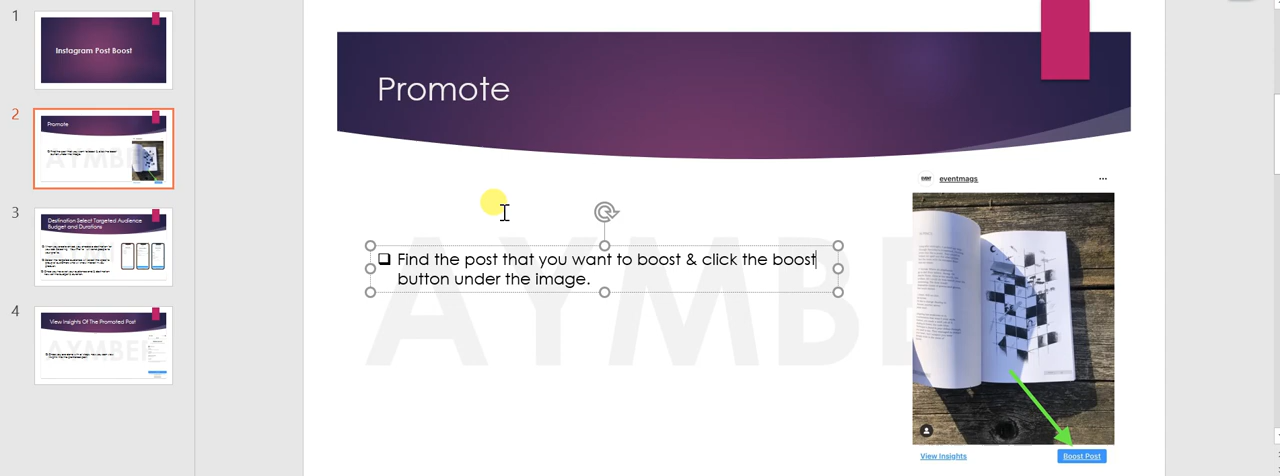 1
Instagram Post Boost
2
Promote
3
Destination Select Targeted Audience
Budget and Durations
4
View Insights Of The Promoted Post
Promote
AYMBE
Find the post that you want to boost & click the boost
button under the image.
eventmags
View Insights
Boost Post